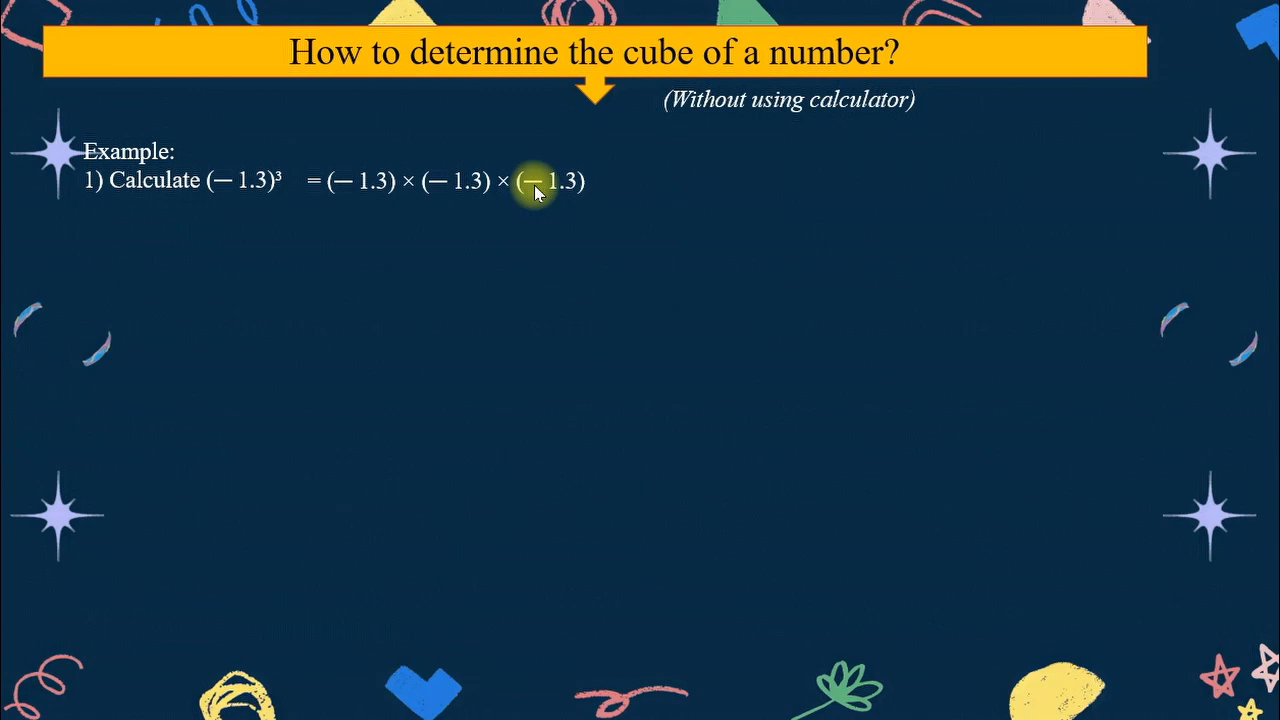 How to determine the cube of a number?
(Without using calculator)
Example:
1) Calculate (— 1.3)³ = (— 1.3) × (— 1.3) × (— 1.3)